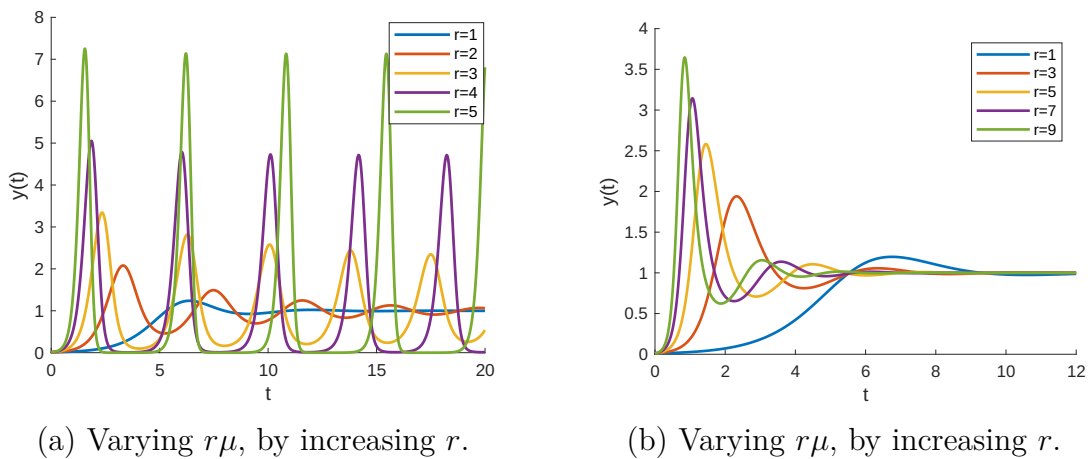 8
7
6
5
4
3
2
1
0
y(t)
0 5 10 15 20
t
r=1
r=2
r=3
r=4
r=5
(a) Varying rμ, by increasing r.
4
3.5
3
2.5
2
1.5
1
0.5
0
y(t)
0 2 4 6 8 10 12
t
r=1
r=3
r=5
r=7
r=9
(b) Varying rμ, by increasing r.